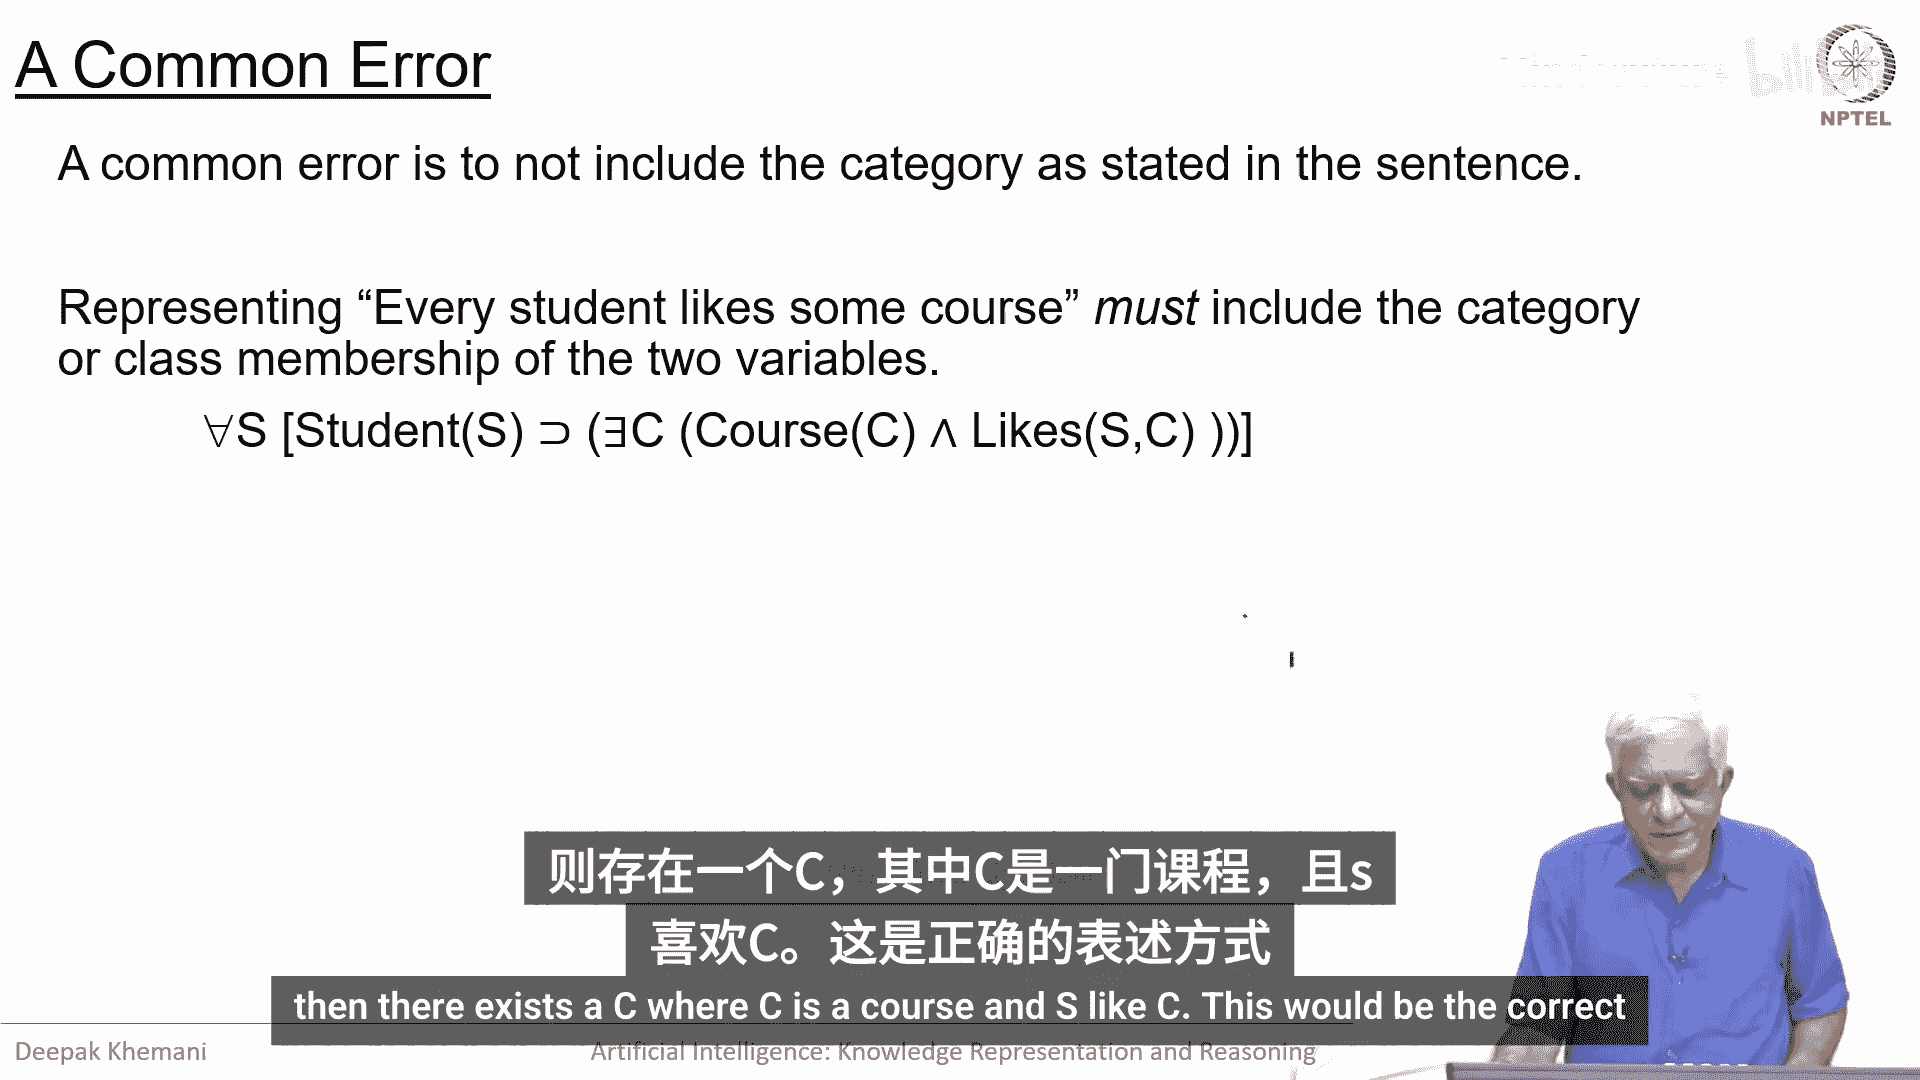 A Common Error
bili
NPTEL
A common error is to not include the category as stated in the sentence.
Representing “Every student likes some course” must include the category
or class membership of the two variables.
∀S [Student(S) ⊃ (∃C (Course(C) ∧ Likes(S,C) ))]
则存在一个C，其中C是一门课程，且s
喜欢C。这是正确的表述方式
then there exists a C where C is a course and S like C. This would be the correct
Deepak Khemani
Artificial Intelligence: Knowledge Representation and Reasoning